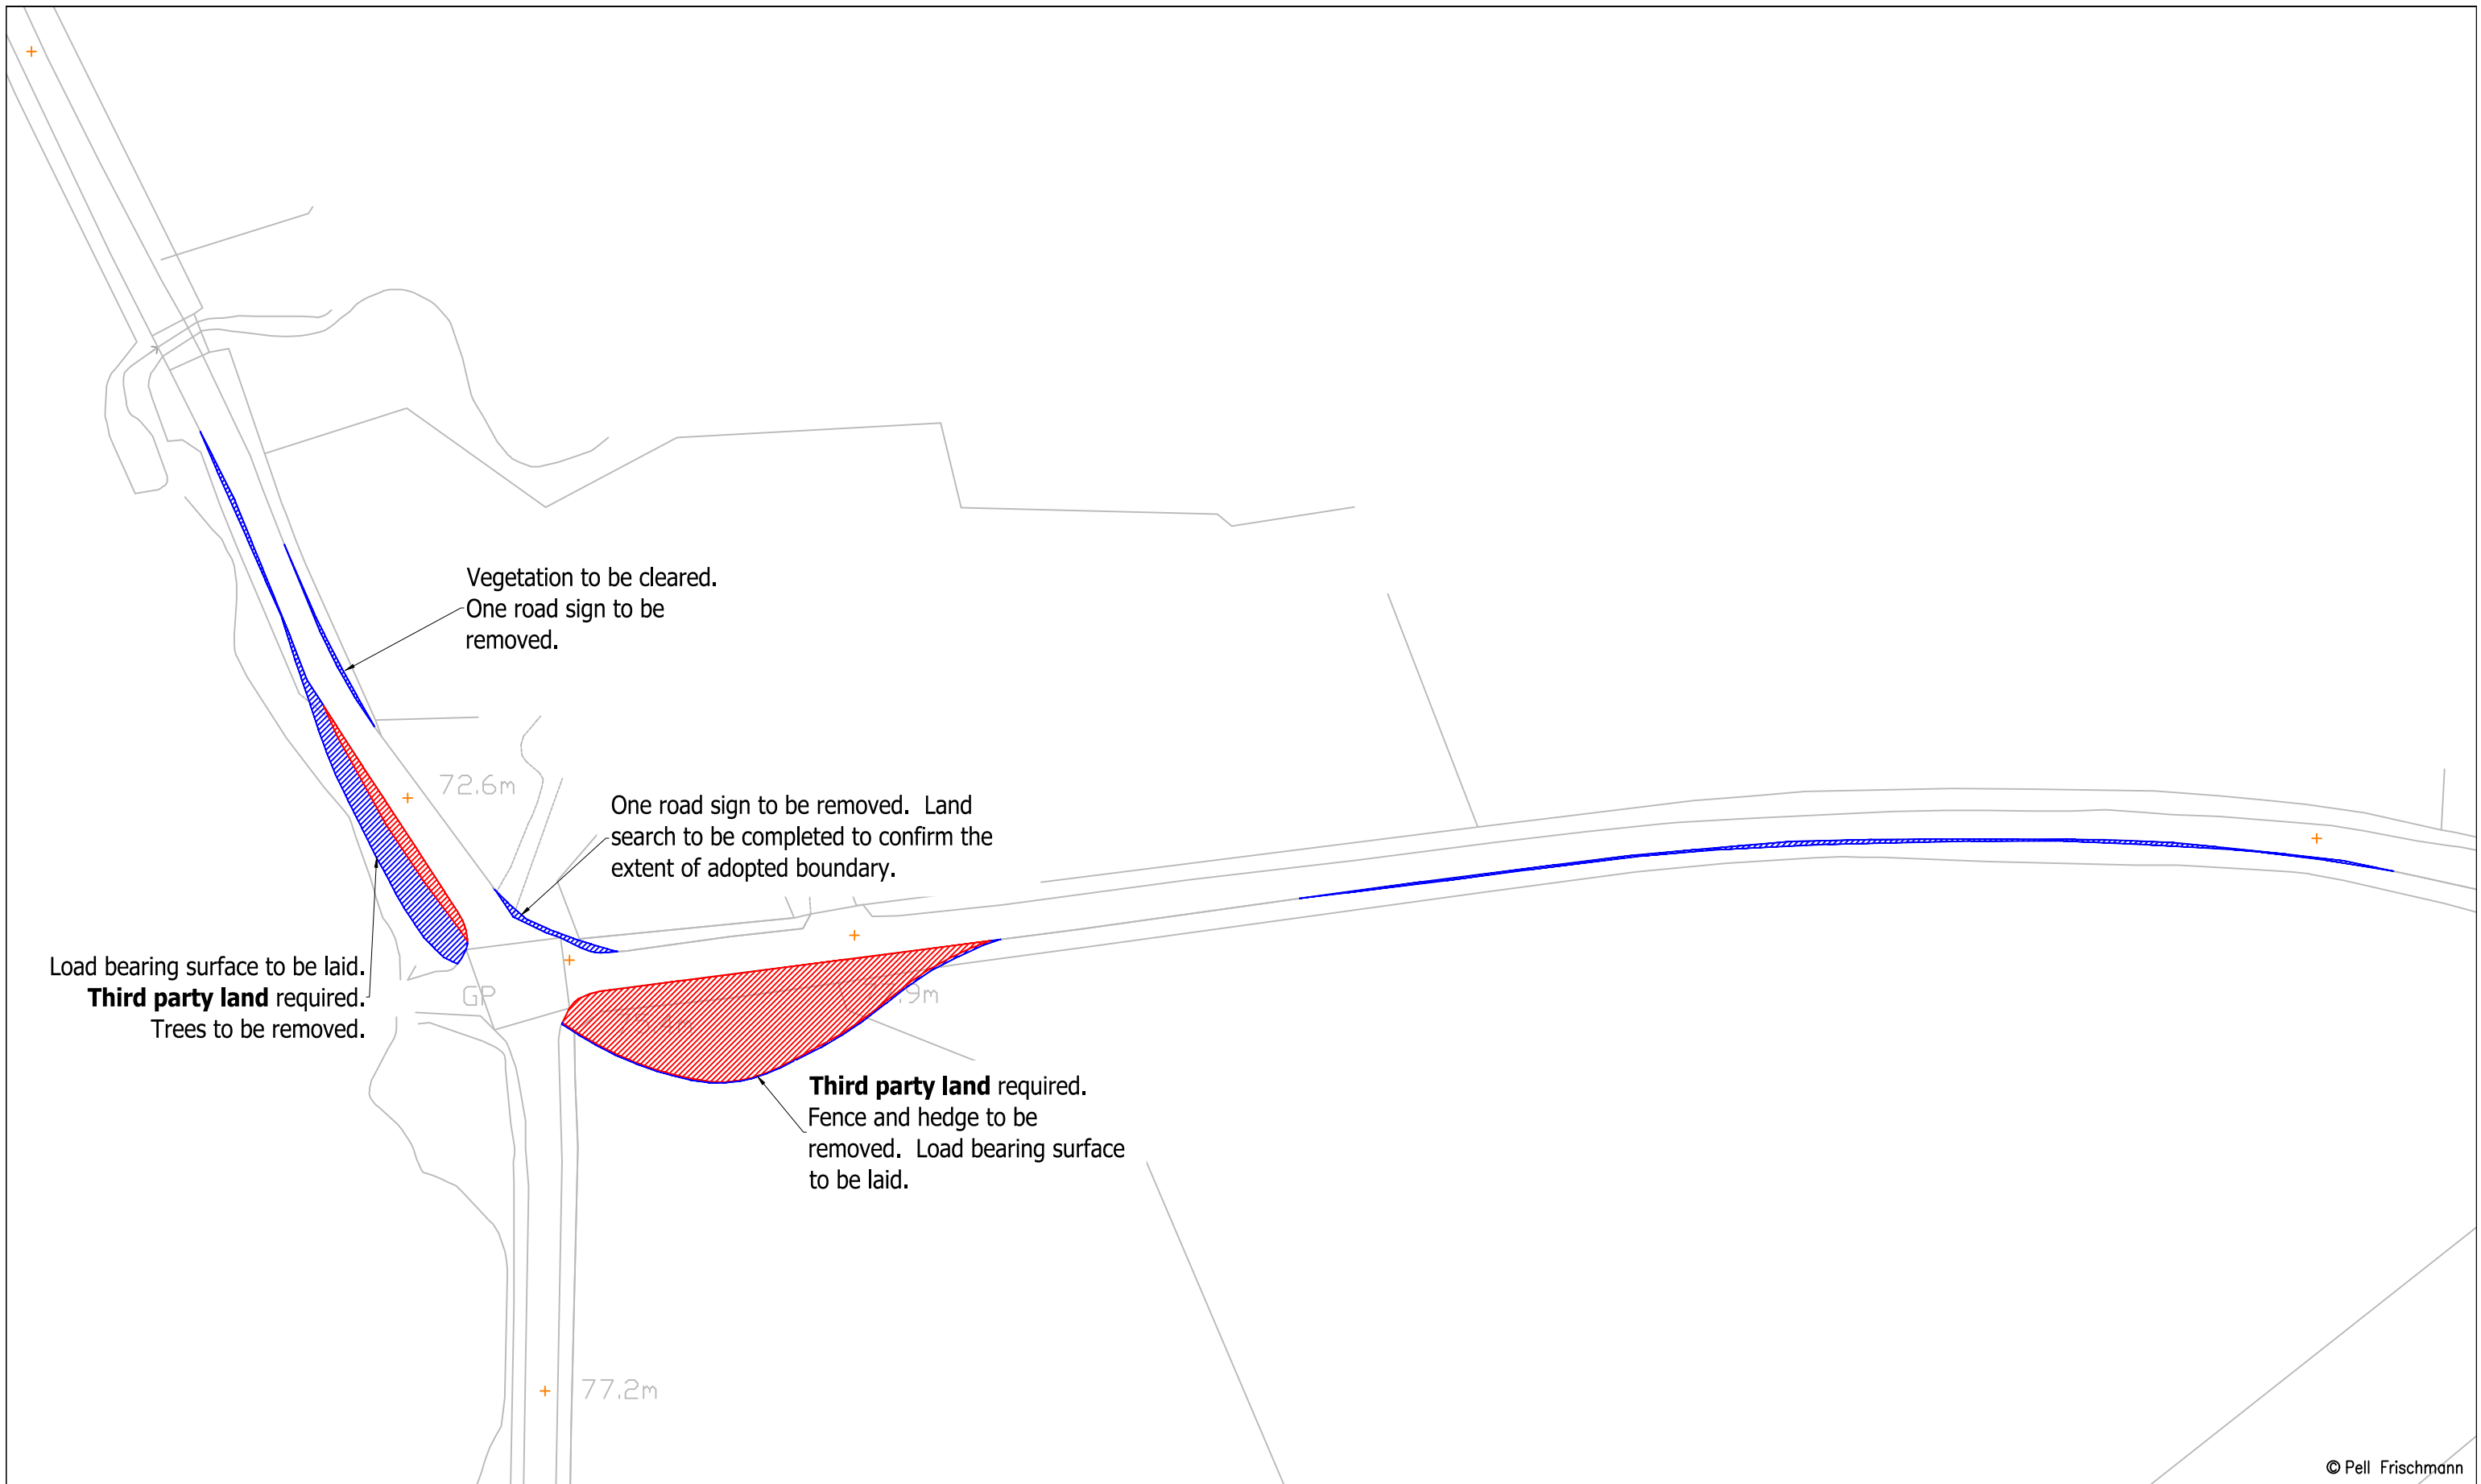 Vegetation to be cleared.
One road sign to be
removed.
72.6m
One road sign to be removed.  Land
search to be completed to confirm the
extent of adopted boundary.
Load bearing surface to be laid.
Third party land required.
Trees to be removed.
GP
.9m
.4m
Third party land required.
Fence and hedge to be
removed.  Load bearing surface
to be laid.
77.2m
© Pell Frischmann